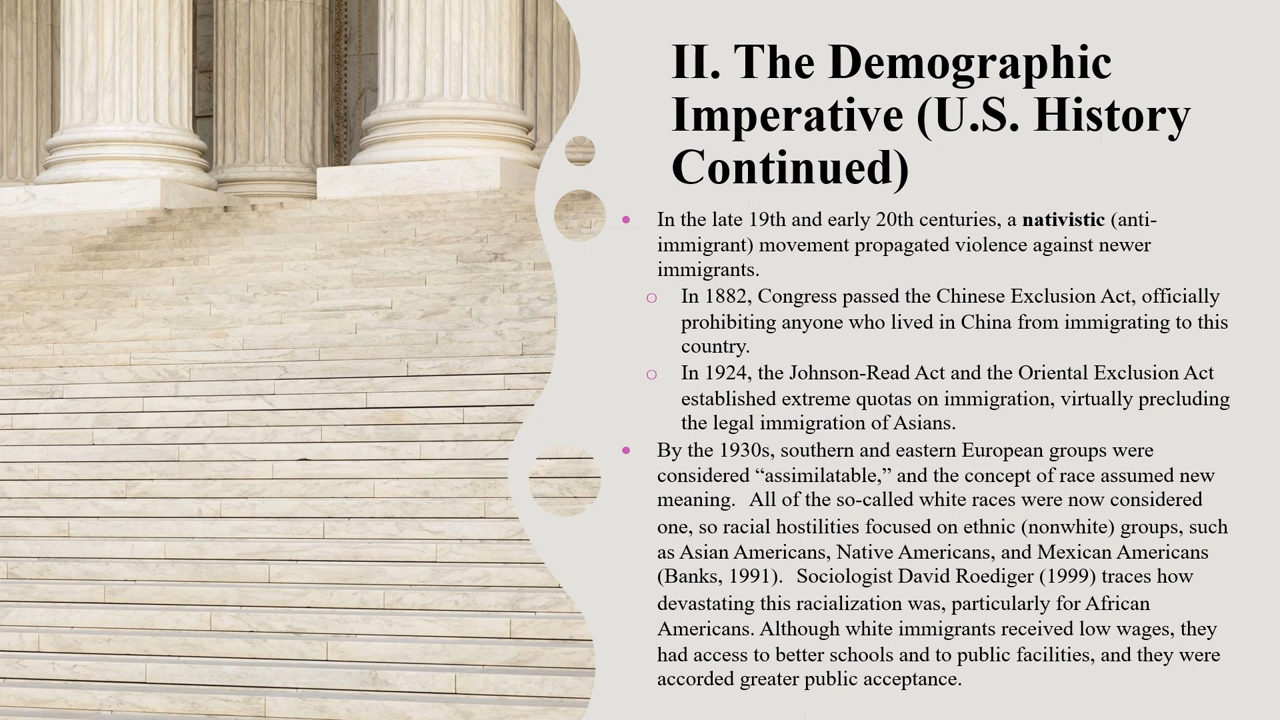 II. The Demographic
Imperative (U.S. History
Continued)
• In the late 19th and early 20th centuries, a nativistic (anti-
immigrant) movement propagated violence against newer
immigrants.
○ In 1882, Congress passed the Chinese Exclusion Act, officially
prohibiting anyone who lived in China from immigrating to this
country.
○ In 1924, the Johnson-Read Act and the Oriental Exclusion Act
established extreme quotas on immigration, virtually precluding
the legal immigration of Asians.
• By the 1930s, southern and eastern European groups were
considered “assimilatable,” and the concept of race assumed new
meaning.  All of the so-called white races were now considered
one, so racial hostilities focused on ethnic (nonwhite) groups, such
as Asian Americans, Native Americans, and Mexican Americans
(Banks, 1991).  Sociologist David Roediger (1999) traces how
devastating this racialization was, particularly for African
Americans. Although white immigrants received low wages, they
had access to better schools and to public facilities, and they were
accorded greater public acceptance.